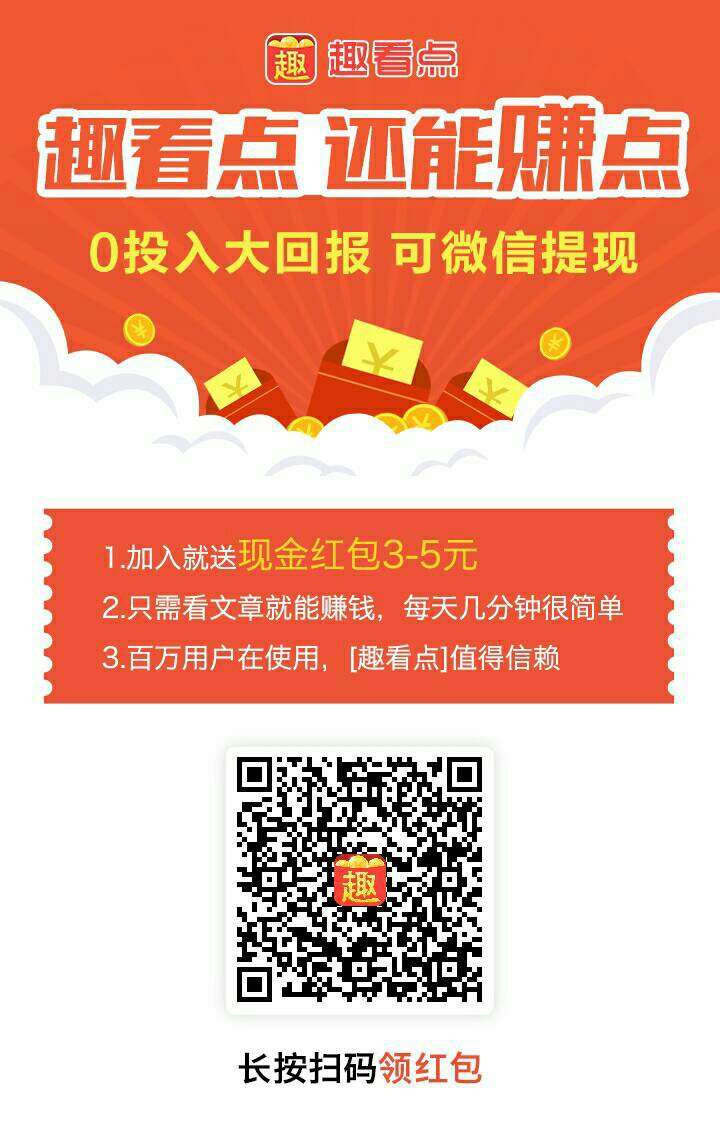 趣 趣看点
趣看点 还能赚点
0投入大回报 可微信提现
1.加入就送现金红包3-5元
2.只需看文章就能赚钱，每天几分钟很简单
3.百万用户在使用，[趣看点]值得信赖
趣
长按扫码领红包